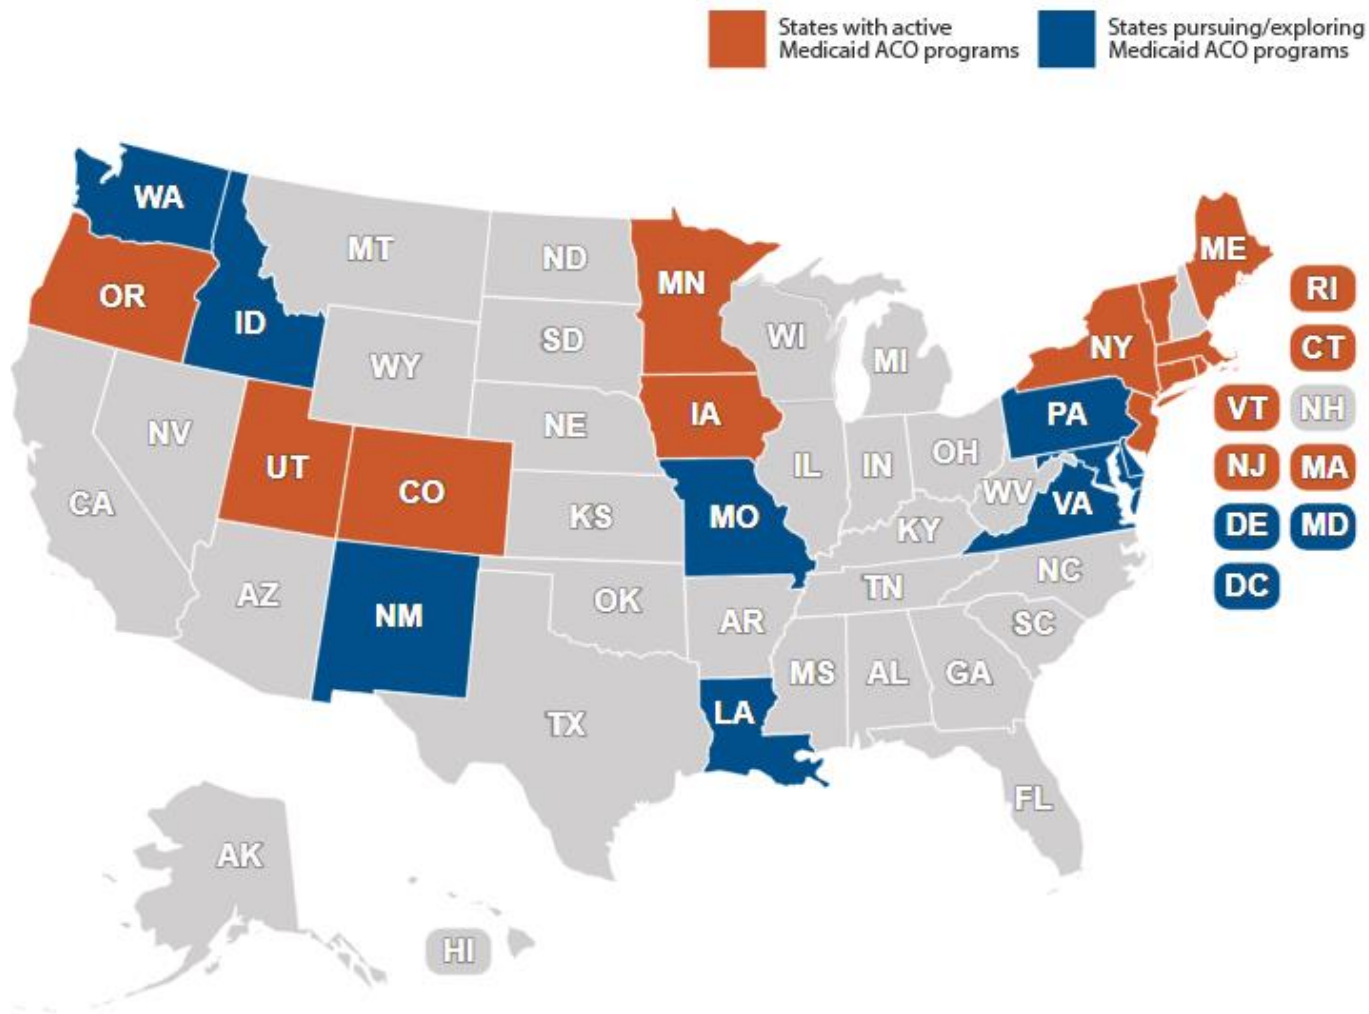 States with active
Medicaid ACO programs
States pursuing/exploring
Medicaid ACO programs
WA
MT
ND
MN
ME
OR
ID
SD
WI
MI
NY
RI
WY
CT
NV
NE
IA
PA
VT
NH
UT
CO
IL
IN
OH
WV
NJ
MA
CA
KS
MO
KY
VA
DE
MD
AZ
NM
OK
AR
TN
NC
DC
SC
TX
LA
MS
AL
GA
FL
AK
HI